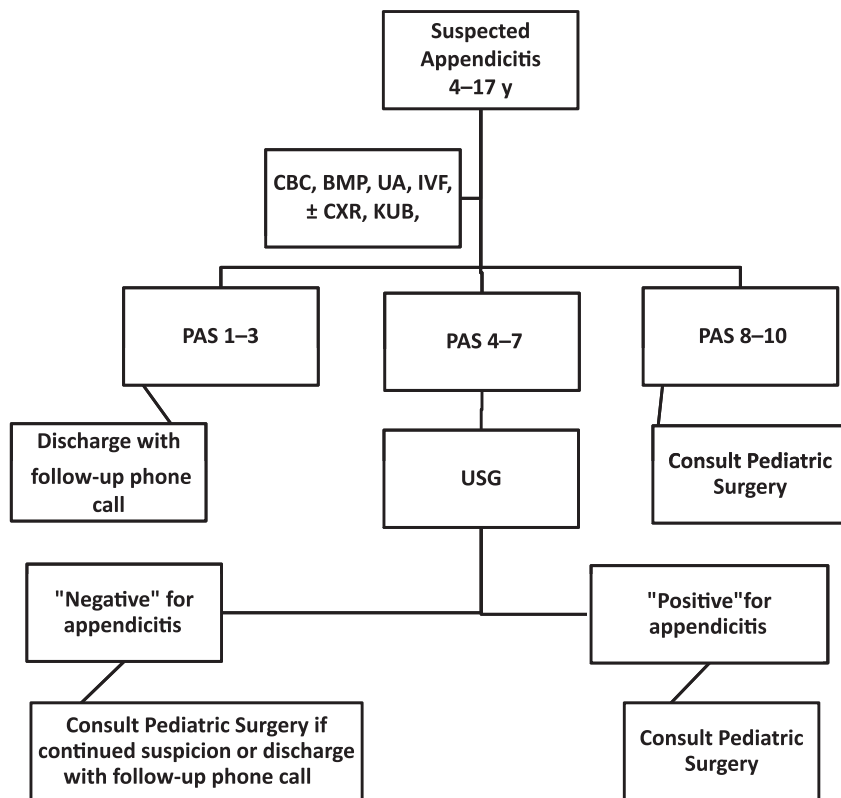 Suspected
Appendicitis
4–17 y
CBC, BMP, UA, IVF,
± CXR, KUB,
PAS 1–3
PAS 4–7
PAS 8–10
Discharge with
follow-up phone
call
USG
Consult Pediatric
Surgery
"Negative" for
appendicitis
"Positive"for
appendicitis
Consult Pediatric Surgery if
continued suspicion or discharge
with follow-up phone call
Consult Pediatric
Surgery